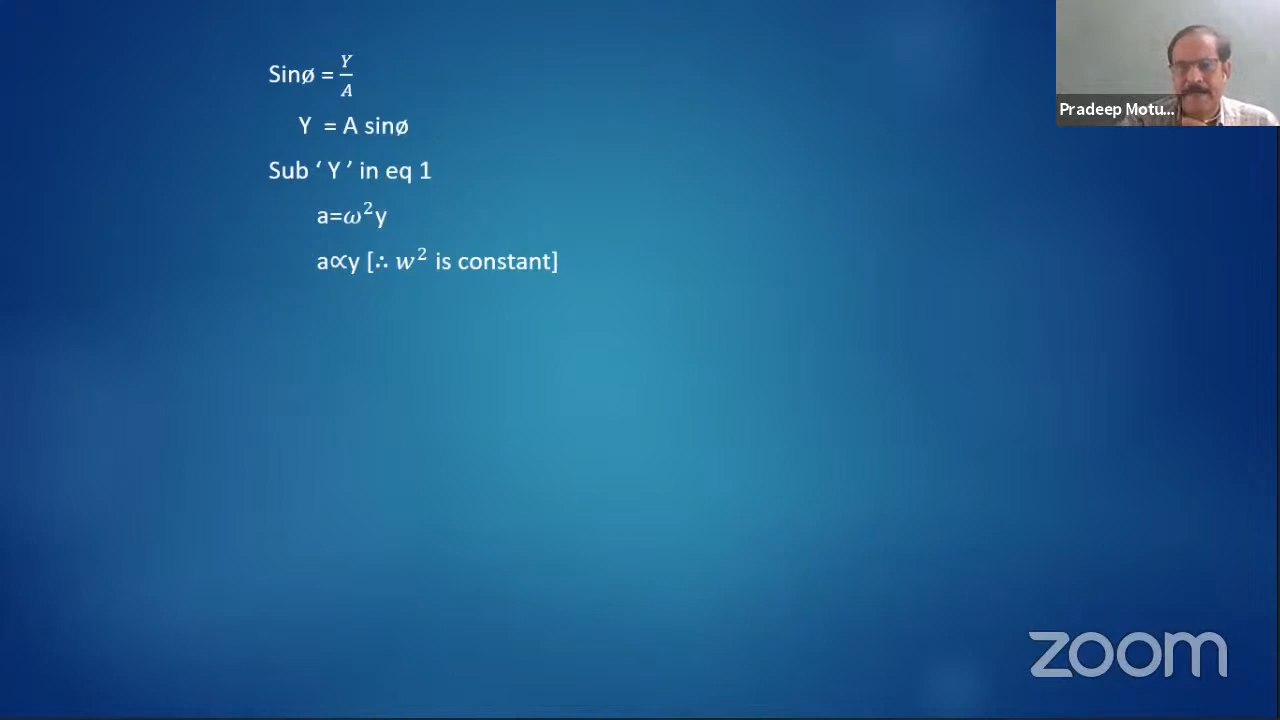 Sinø = Y/A
Y = A sinø
Sub ‘ Y ’ in eq 1
a=ω²y
a∝y [∴ w² is constant]
Pradeep Motu...
zoom